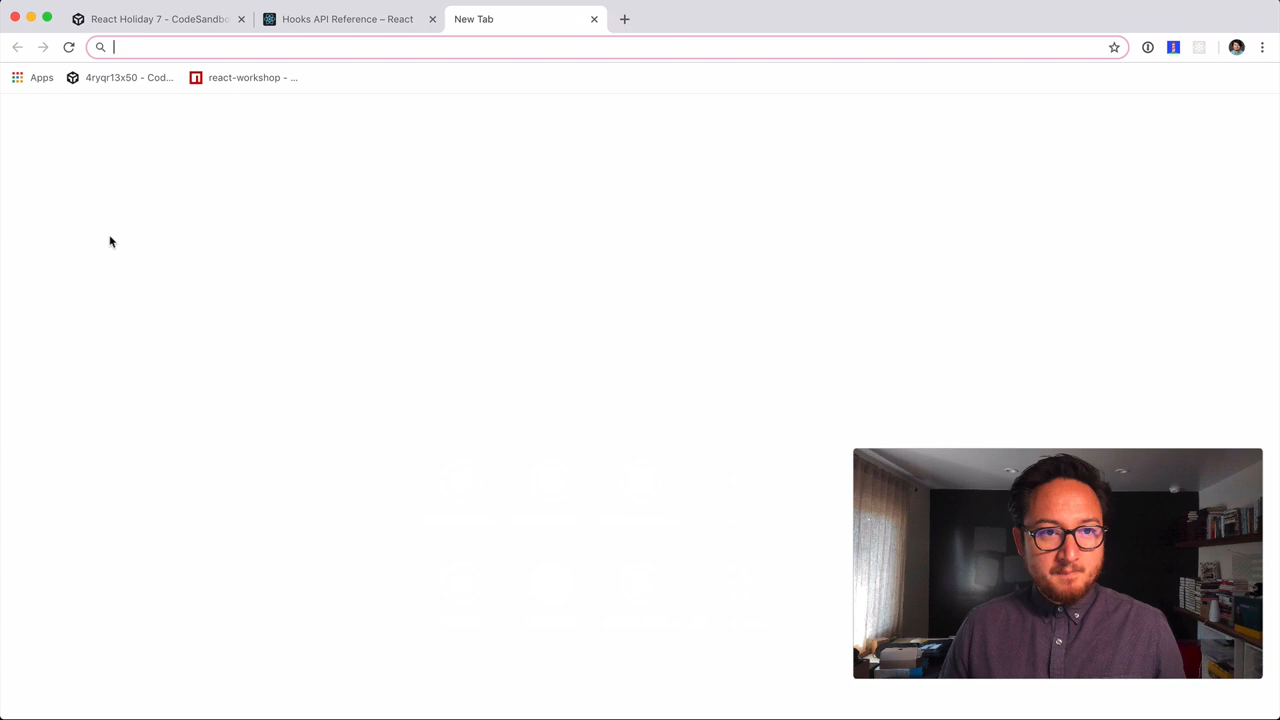 React Holiday 7 - CodeSandbo
Hooks API Reference – React
New Tab
Apps
4ryqr13x50 - Cod...
react-workshop - ...